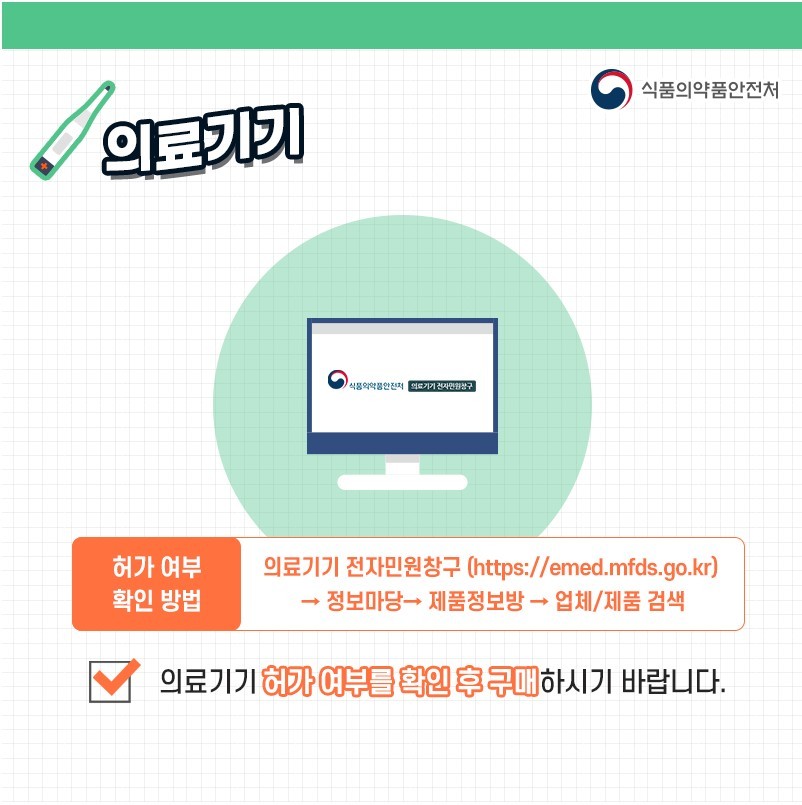 식품의약품안전처
의료기기
식품의약품안전처 의료기기 전자민원창구
허가 여부
확인 방법
의료기기 전자민원창구 (https://emed.mfds.go.kr)
→ 정보마당→ 제품정보방 → 업체/제품 검색
의료기기 허가 여부를 확인 후 구매하시기 바랍니다.